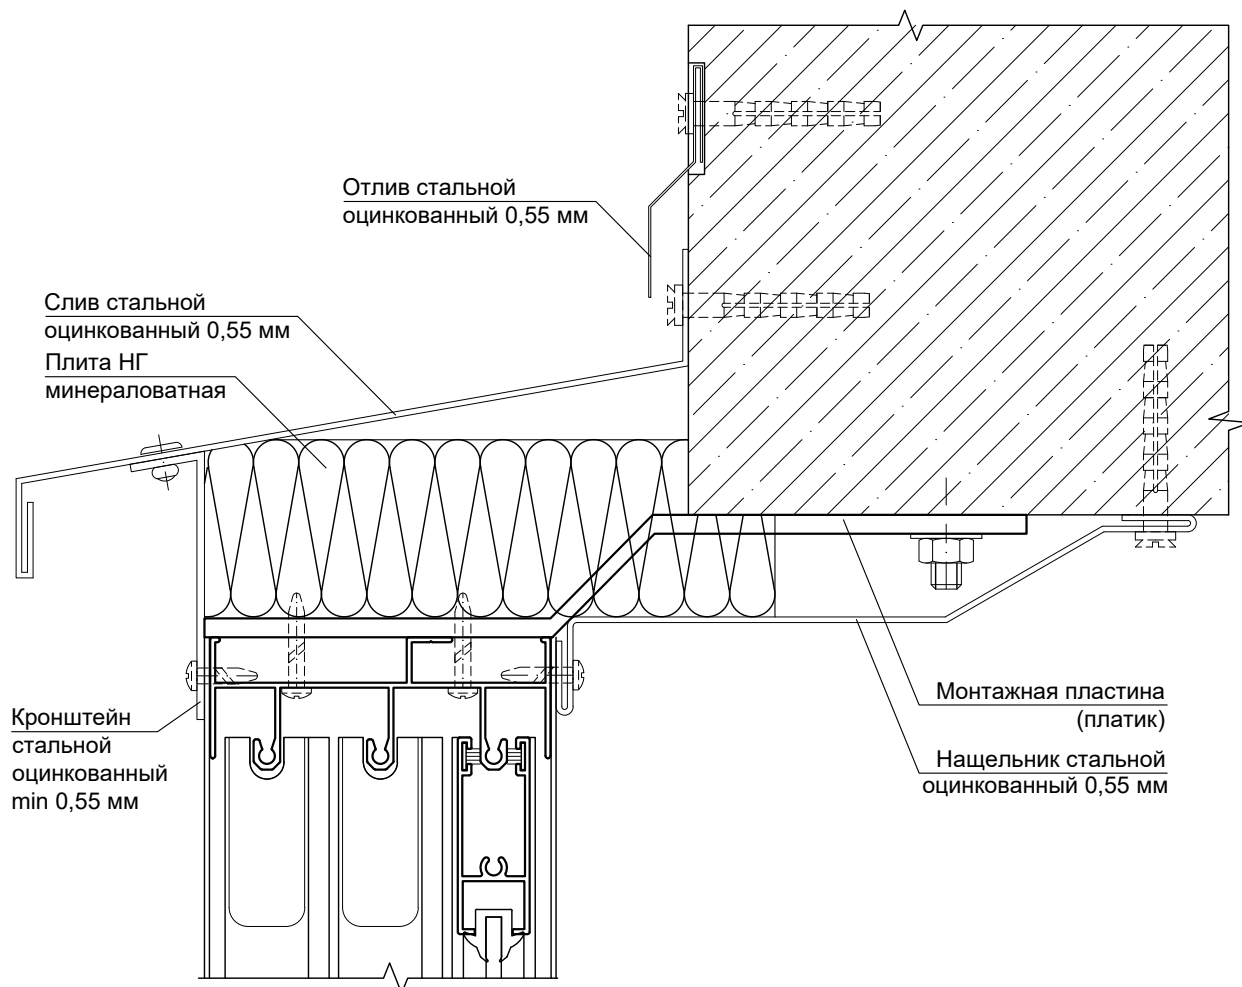 Отлив стальной
оцинкованный 0,55 мм
Слив стальной
оцинкованный 0,55 мм
Плита НГ
минераловатная
Кронштейн
стальной
оцинкованный
min 0,55 мм
Монтажная пластина
(платик)
Нащельник стальной
оцинкованный 0,55 мм